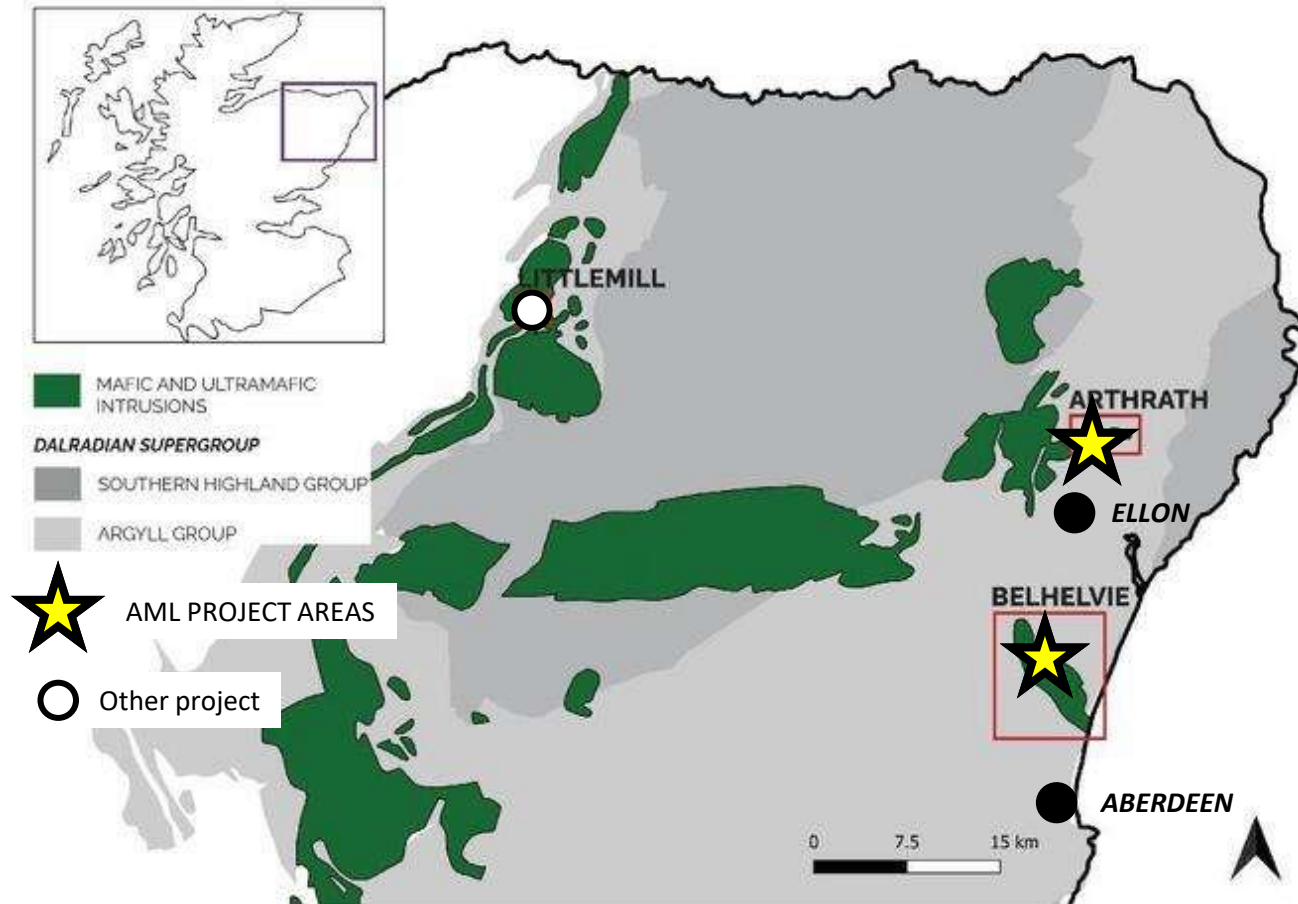 LITTLEMILL
MAFIC AND ULTRAMAFIC
INTRUSIONS
DALRADIAN SUPERGROUP
SOUTHERN HIGHLAND GROUP
ARGYLL GROUP
AML PROJECT AREAS
Other project
ARTHRATH
ELLON
BELHELVIE
ABERDEEN
0 7.5 15 km